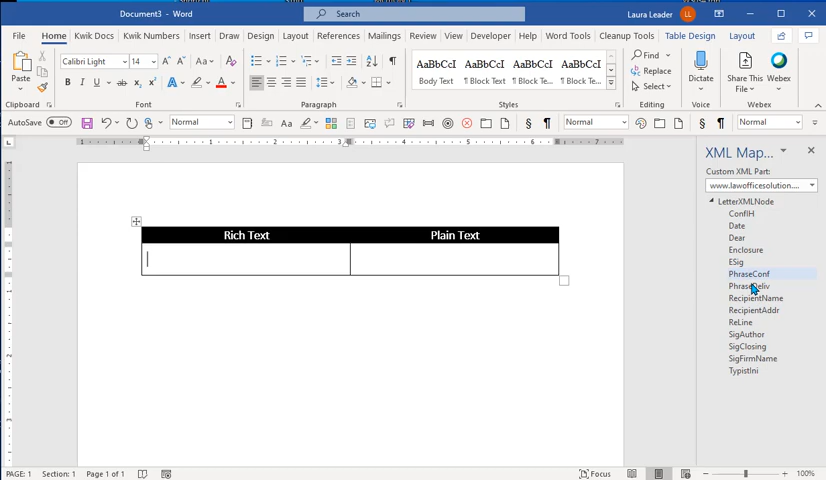 Document3 - Word
Search
Laura Leader
LL
File Home Kwik Docs Kwik Numbers Insert Draw Design Layout References Mailings Review View Developer Help Word Tools Cleanup Tools Table Design Layout
Paste
Calibri Light 14
B I U
AaBbCcI AaBbCcI AaBbCcI AaBbCcI
Body Text ¶ Block Text ¶ Block Te... ¶ Block Te...
Find
Replace
Select
Dictate
Share This File
Webex
Clipboard Font Paragraph Styles Editing Voice Webex
AutoSave Off
Normal
Normal
Normal
XML Map...
Custom XML Part:
www.lawofficesolution....
LetterXMLNode
ConfIH
Date
Dear
Enclosure
ESig
PhraseConf
PhraseDeliv
RecipientName
RecipientAddr
ReLine
SigAuthor
SigClosing
SigFirmName
TypistIni
Rich Text Plain Text
PAGE: 1 Section: 1 Page 1 of 1
Focus
100%